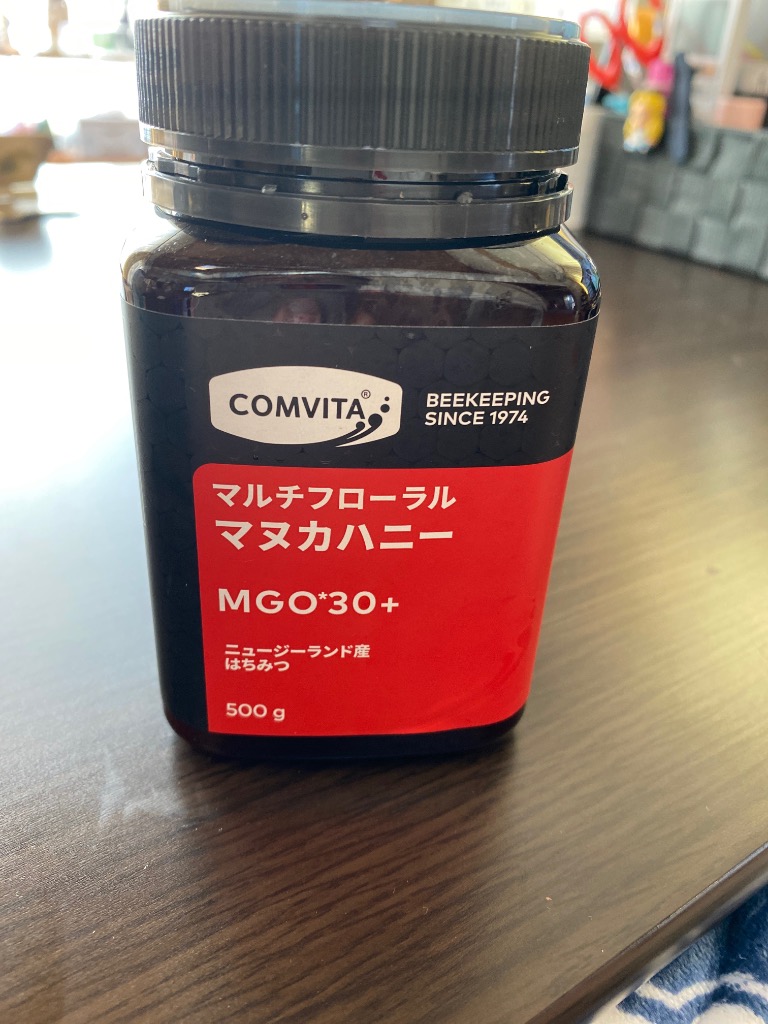 COMVITA®
BEEKEEPING
SINCE 1974
マルチフローラル
マヌカハニー
MGO*30+
ニュージーランド産
はちみつ
500 g